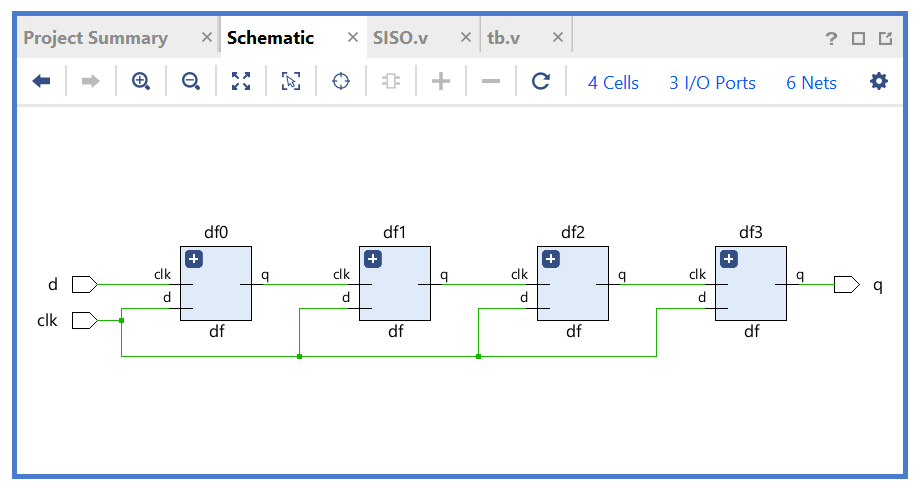 Project Summary × Schematic × SISO.v × tb.v × ?
4 Cells 3 I/O Ports 6 Nets
df0 df1 df2 df3
d clk q clk q clk q clk q q
clk d d d d
df df df df